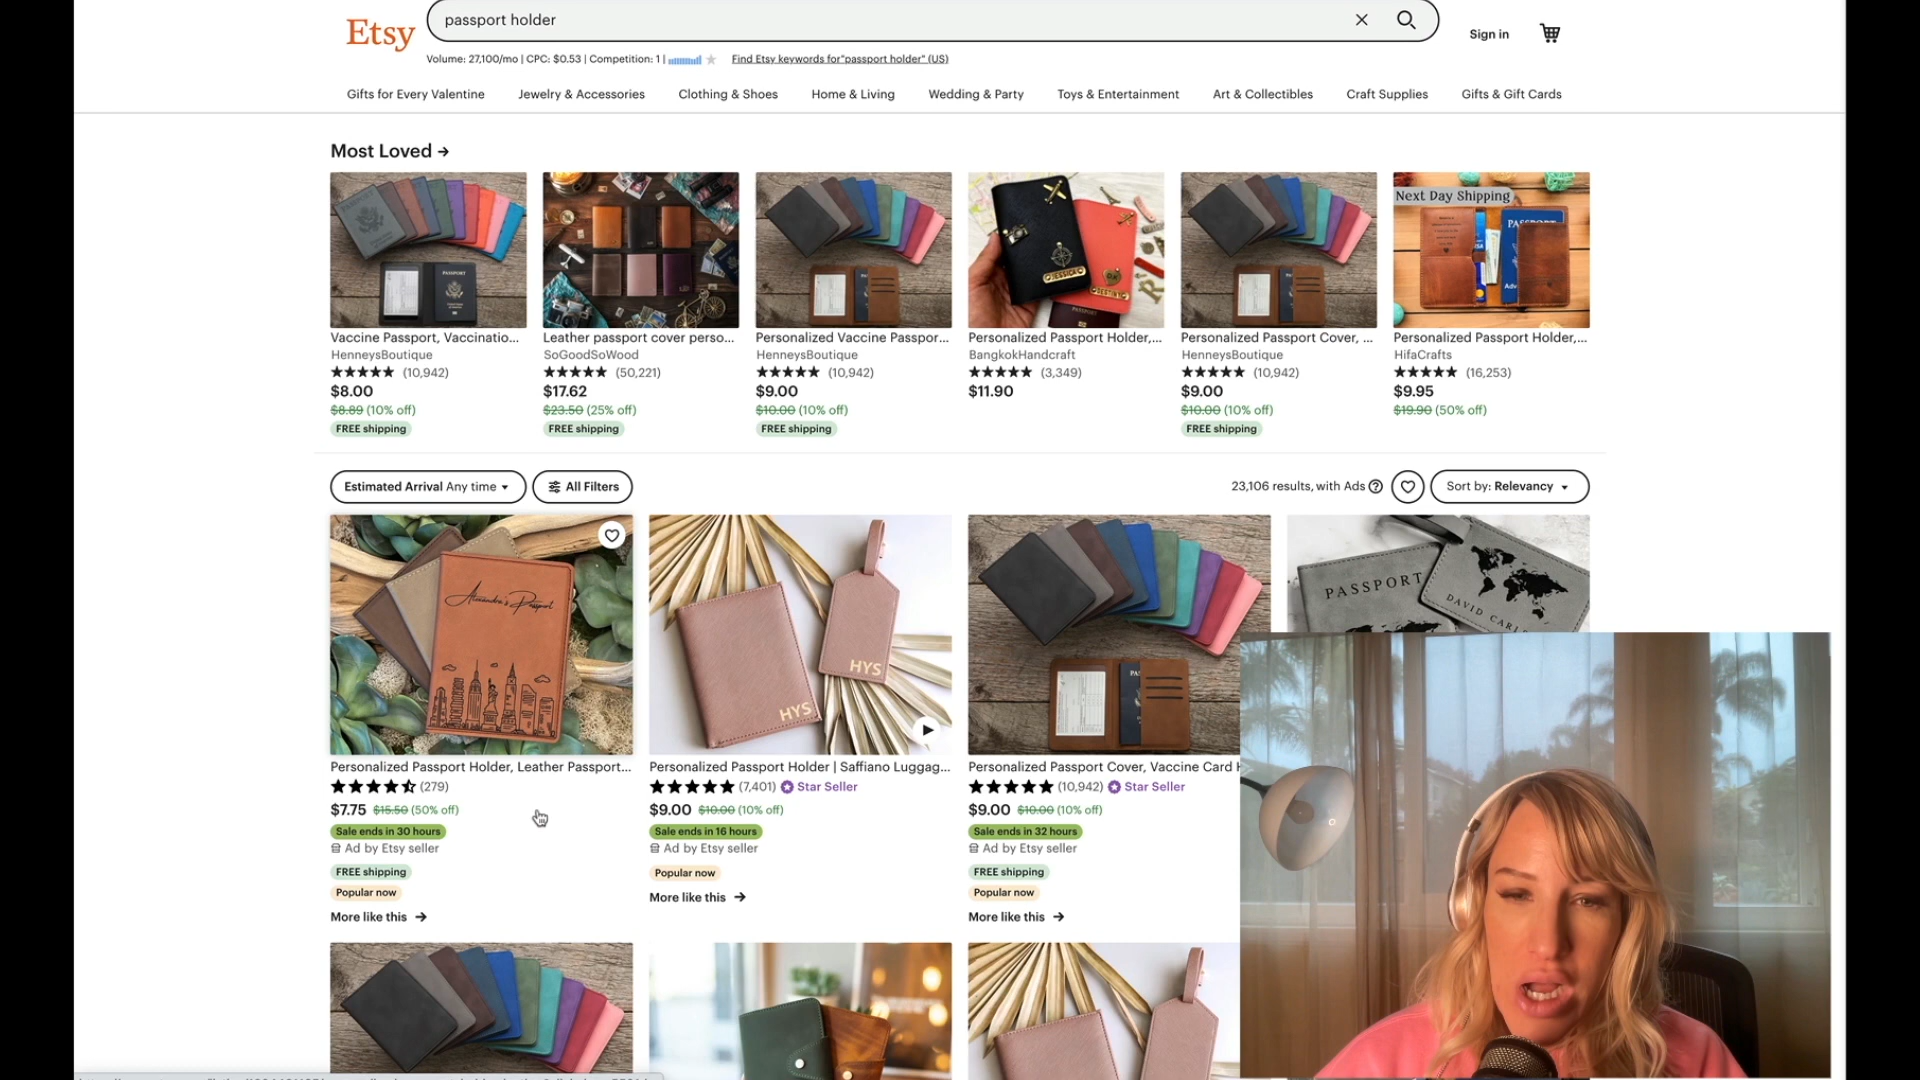 Etsy
passport holder
Sign in
Volume: 27,100/mo | CPC: $0.53 | Competition: 1 |
Find Etsy keywords for"passport holder" (US)
Gifts for Every Valentine
Jewelry & Accessories
Clothing & Shoes
Home & Living
Wedding & Party
Toys & Entertainment
Art & Collectibles
Craft Supplies
Gifts & Gift Cards
Most Loved →
Vaccine Passport, Vaccinatio...
HenneysBoutique
(10,942)
$8.00
$8.89 (10% off)
FREE shipping
Leather passport cover perso...
SoGoodSoWood
(50,221)
$17.62
$23.50 (25% off)
FREE shipping
Personalized Vaccine Passpor...
HenneysBoutique
(10,942)
$9.00
$10.00 (10% off)
FREE shipping
JESSICA
Personalized Passport Holder,...
BangkokHandcraft
(3,349)
$11.90
Personalized Passport Cover, ...
HenneysBoutique
(10,942)
$9.00
$10.00 (10% off)
FREE shipping
Next Day Shipping
PASSPORT
Personalized Passport Holder,...
HifaCrafts
(16,253)
$9.95
$19.90 (50% off)
Estimated Arrival Any time
All Filters
23,106 results, with Ads
Sort by: Relevancy
Alexandra's Passport
Personalized Passport Holder, Leather Passport...
(279)
$7.75 $15.50 (50% off)
Sale ends in 30 hours
Ad by Etsy seller
FREE shipping
Popular now
More like this →
HYS
HYS
Personalized Passport Holder | Saffiano Luggag...
(7,401) Star Seller
$9.00 $10.00 (10% off)
Sale ends in 16 hours
Ad by Etsy seller
Popular now
More like this →
Personalized Passport Cover, Vaccine Card
(10,942) Star Seller
$9.00 $10.00 (10% off)
Sale ends in 32 hours
Ad by Etsy seller
FREE shipping
Popular now
More like this →
PASSPORT
DAVID